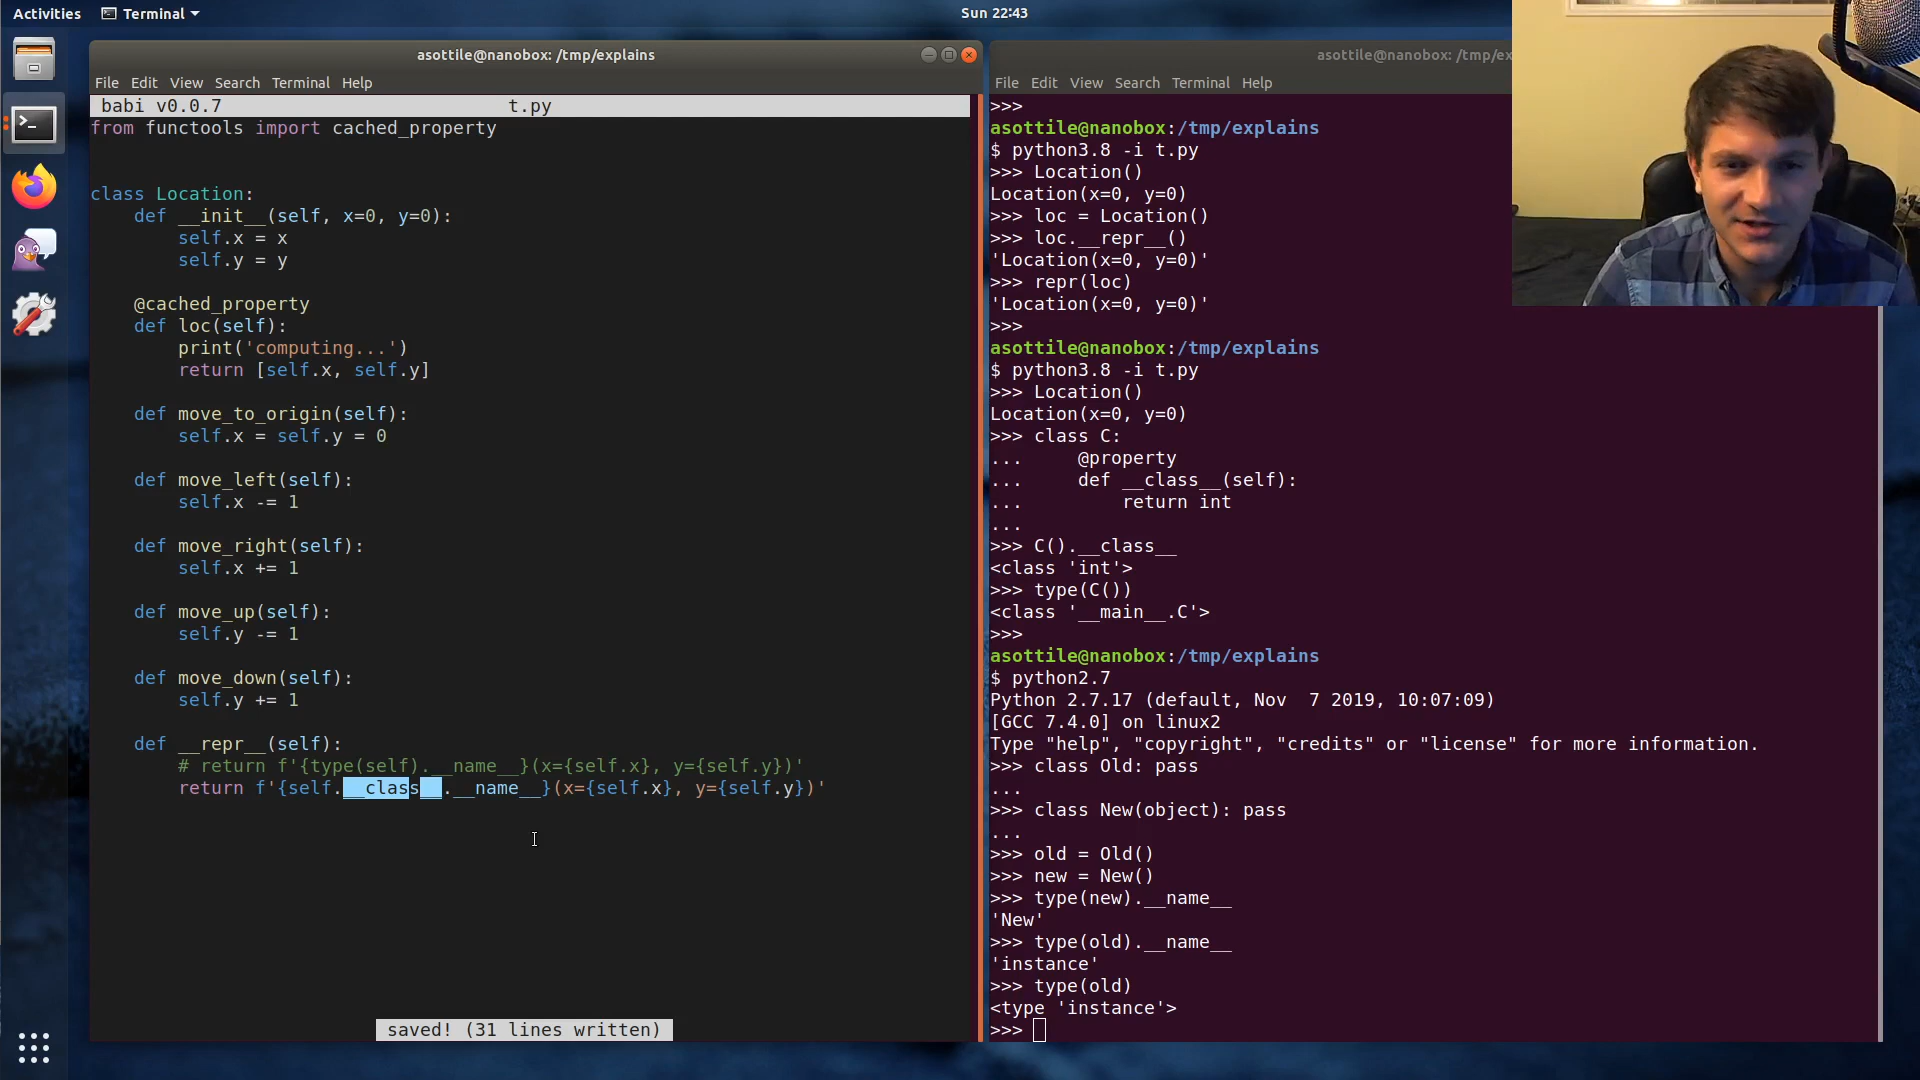 Activities
Terminal
Sun 22:43
asottile@nanobox: /tmp/explains
File Edit View Search Terminal Help
babi v0.0.7 t.py
from functools import cached_property
class Location:
    def __init__(self, x=0, y=0):
        self.x = x
        self.y = y
    @cached_property
    def loc(self):
        print('computing...')
        return [self.x, self.y]
    def move_to_origin(self):
        self.x = self.y = 0
    def move_left(self):
        self.x -= 1
    def move_right(self):
        self.x += 1
    def move_up(self):
        self.y -= 1
    def move_down(self):
        self.y += 1
    def __repr__(self):
        # return f'{type(self).__name__}(x={self.x}, y={self.y})'
        return f'{self.__class__.__name__}(x={self.x}, y={self.y})'
saved! (31 lines written)
asottile@nanobox: /tmp/ex
File Edit View Search Terminal Help
>>>
asottile@nanobox:/tmp/explains
$ python3.8 -i t.py
>>> Location()
Location(x=0, y=0)
>>> loc = Location()
>>> loc.__repr__()
'Location(x=0, y=0)'
>>> repr(loc)
'Location(x=0, y=0)'
>>>
asottile@nanobox:/tmp/explains
$ python3.8 -i t.py
>>> Location()
Location(x=0, y=0)
>>> class C:
...     @property
...     def __class__(self):
...         return int
...
>>> C().__class__
<class 'int'>
>>> type(C())
<class '__main__.C'>
>>>
asottile@nanobox:/tmp/explains
$ python2.7
Python 2.7.17 (default, Nov  7 2019, 10:07:09)
[GCC 7.4.0] on linux2
Type "help", "copyright", "credits" or "license" for more information.
>>> class Old: pass
...
>>> class New(object): pass
...
>>> old = Old()
>>> new = New()
>>> type(new).__name__
'New'
>>> type(old).__name__
'instance'
>>> type(old)
<type 'instance'>
>>>